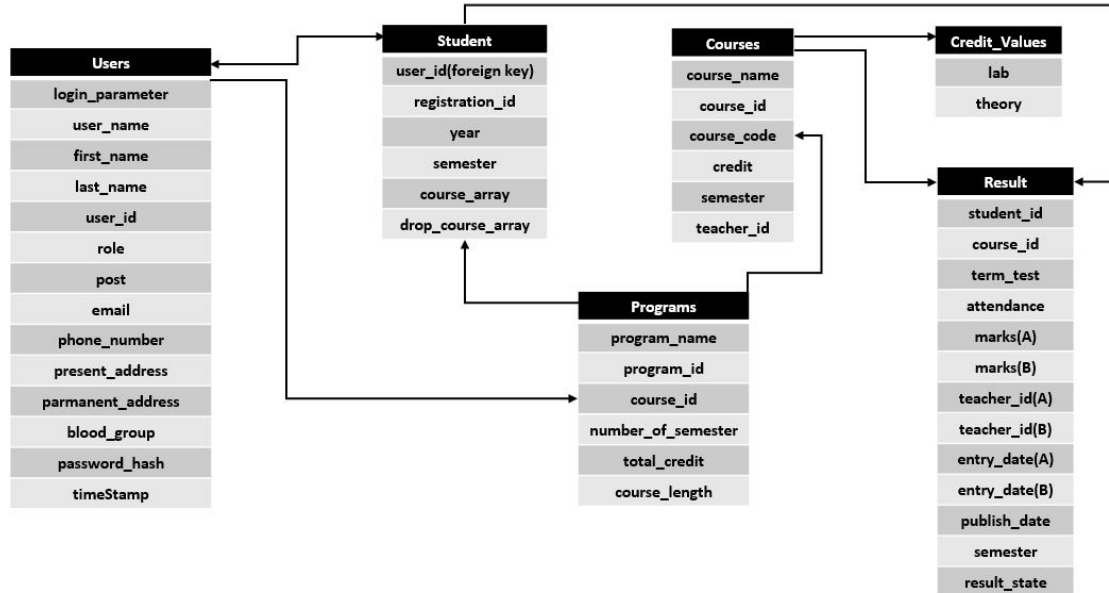 Users
login_parameter
user_name
first_name
last_name
user_id
role
post
email
phone_number
present_address
parmanent_address
blood_group
password_hash
timeStamp
Student
user_id(foreign key)
registration_id
year
semester
course_array
drop_course_array
Programs
program_name
program_id
course_id
number_of_semester
total_credit
course_length
Courses
course_name
course_id
course_code
credit
semester
teacher_id
Credit_Values
lab
theory
Result
student_id
course_id
term_test
attendance
marks(A)
marks(B)
teacher_id(A)
teacher_id(B)
entry_date(A)
entry_date(B)
publish_date
semester
result_state